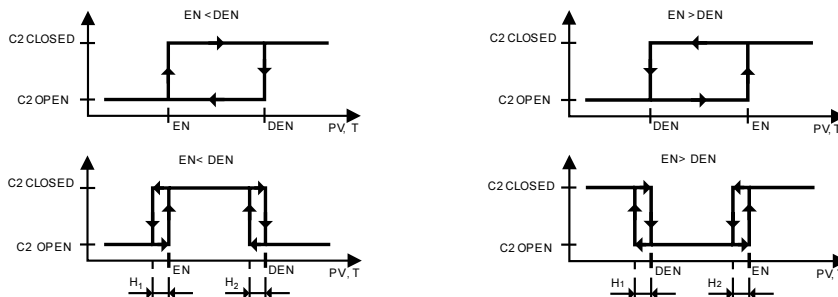 EN <DEN
C2 CLOSED
C2 OPEN
EN
DEN
PV, T
EN >DEN
C2 CLOSED
C2 OPEN
DEN
EN
PV, T
EN< DEN
C2 CLOSED
C2 OPEN
EN
DEN
PV, T
H1
H2
EN> DEN
C2 CLOSED
C2 OPEN
DEN
EN
PV, T
H1
H2